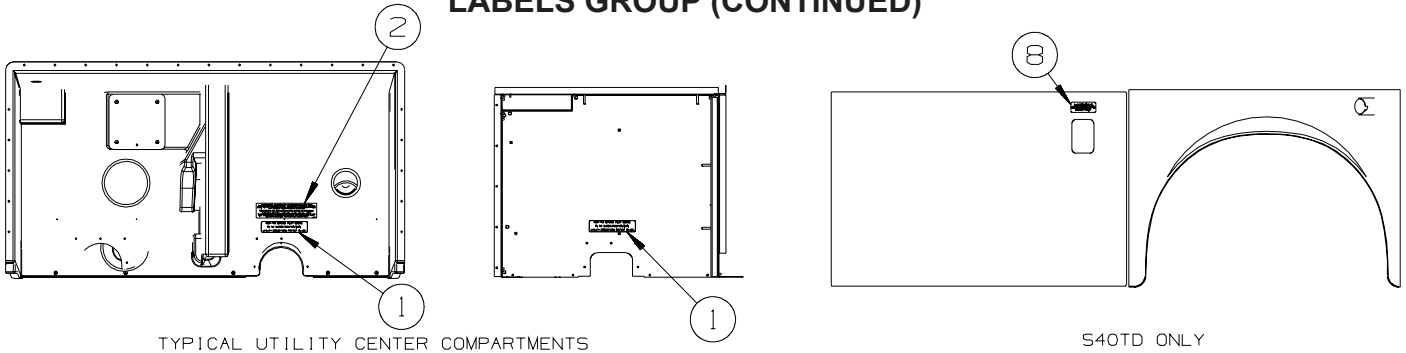 LABELS GROUP (CONTINUED)
2
8
1
1
TYPICAL UTILITY CENTER COMPARTMENTS
S40TD ONLY